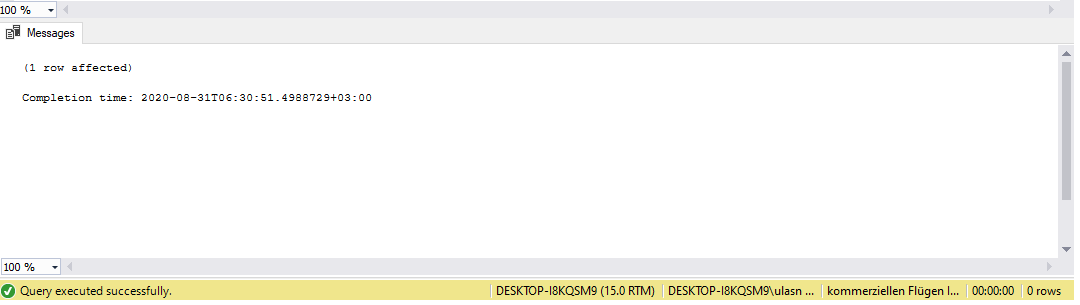 100 %
Messages
(1 row affected)
Completion time: 2020-08-31T06:30:51.4988729+03:00
100 %
Query executed successfully. DESKTOP-I8KQSM9 (15.0 RTM) DESKTOP-I8KQSM9\ulasn ... kommerziellen Flügen I... 00:00:00 0 rows